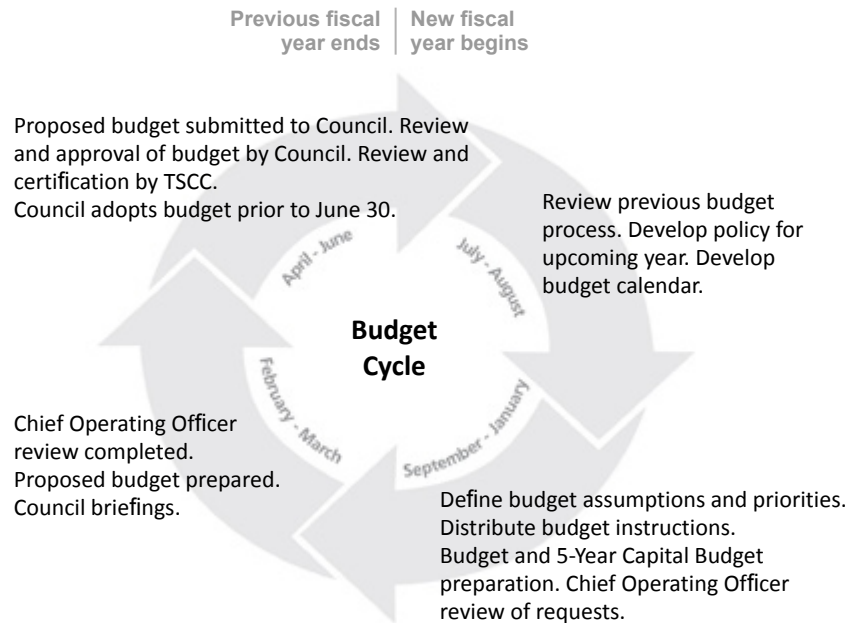 Previous fiscal
year ends
New fiscal
year begins
Proposed budget submitted to Council. Review
and approval of budget by Council. Review and
certification by TSCC.
Council adopts budget prior to June 30.
Review previous budget
process. Develop policy for
upcoming year. Develop
budget calendar.
April - June
July - August
Budget
Cycle
February - March
September - January
Chief Operating Officer
review completed.
Proposed budget prepared.
Council briefings.
Define budget assumptions and priorities.
Distribute budget instructions.
Budget and 5-Year Capital Budget
preparation. Chief Operating Officer
review of requests.